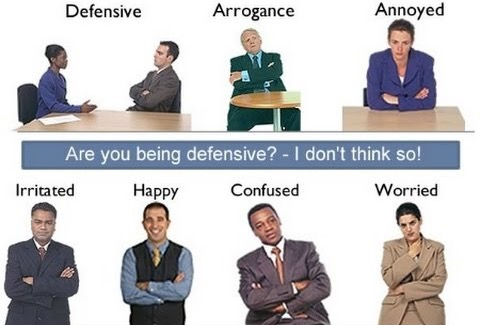 Defensive Arrogance Annoyed
Are you being defensive? - I don't think so!
Irritated Happy Confused Worried